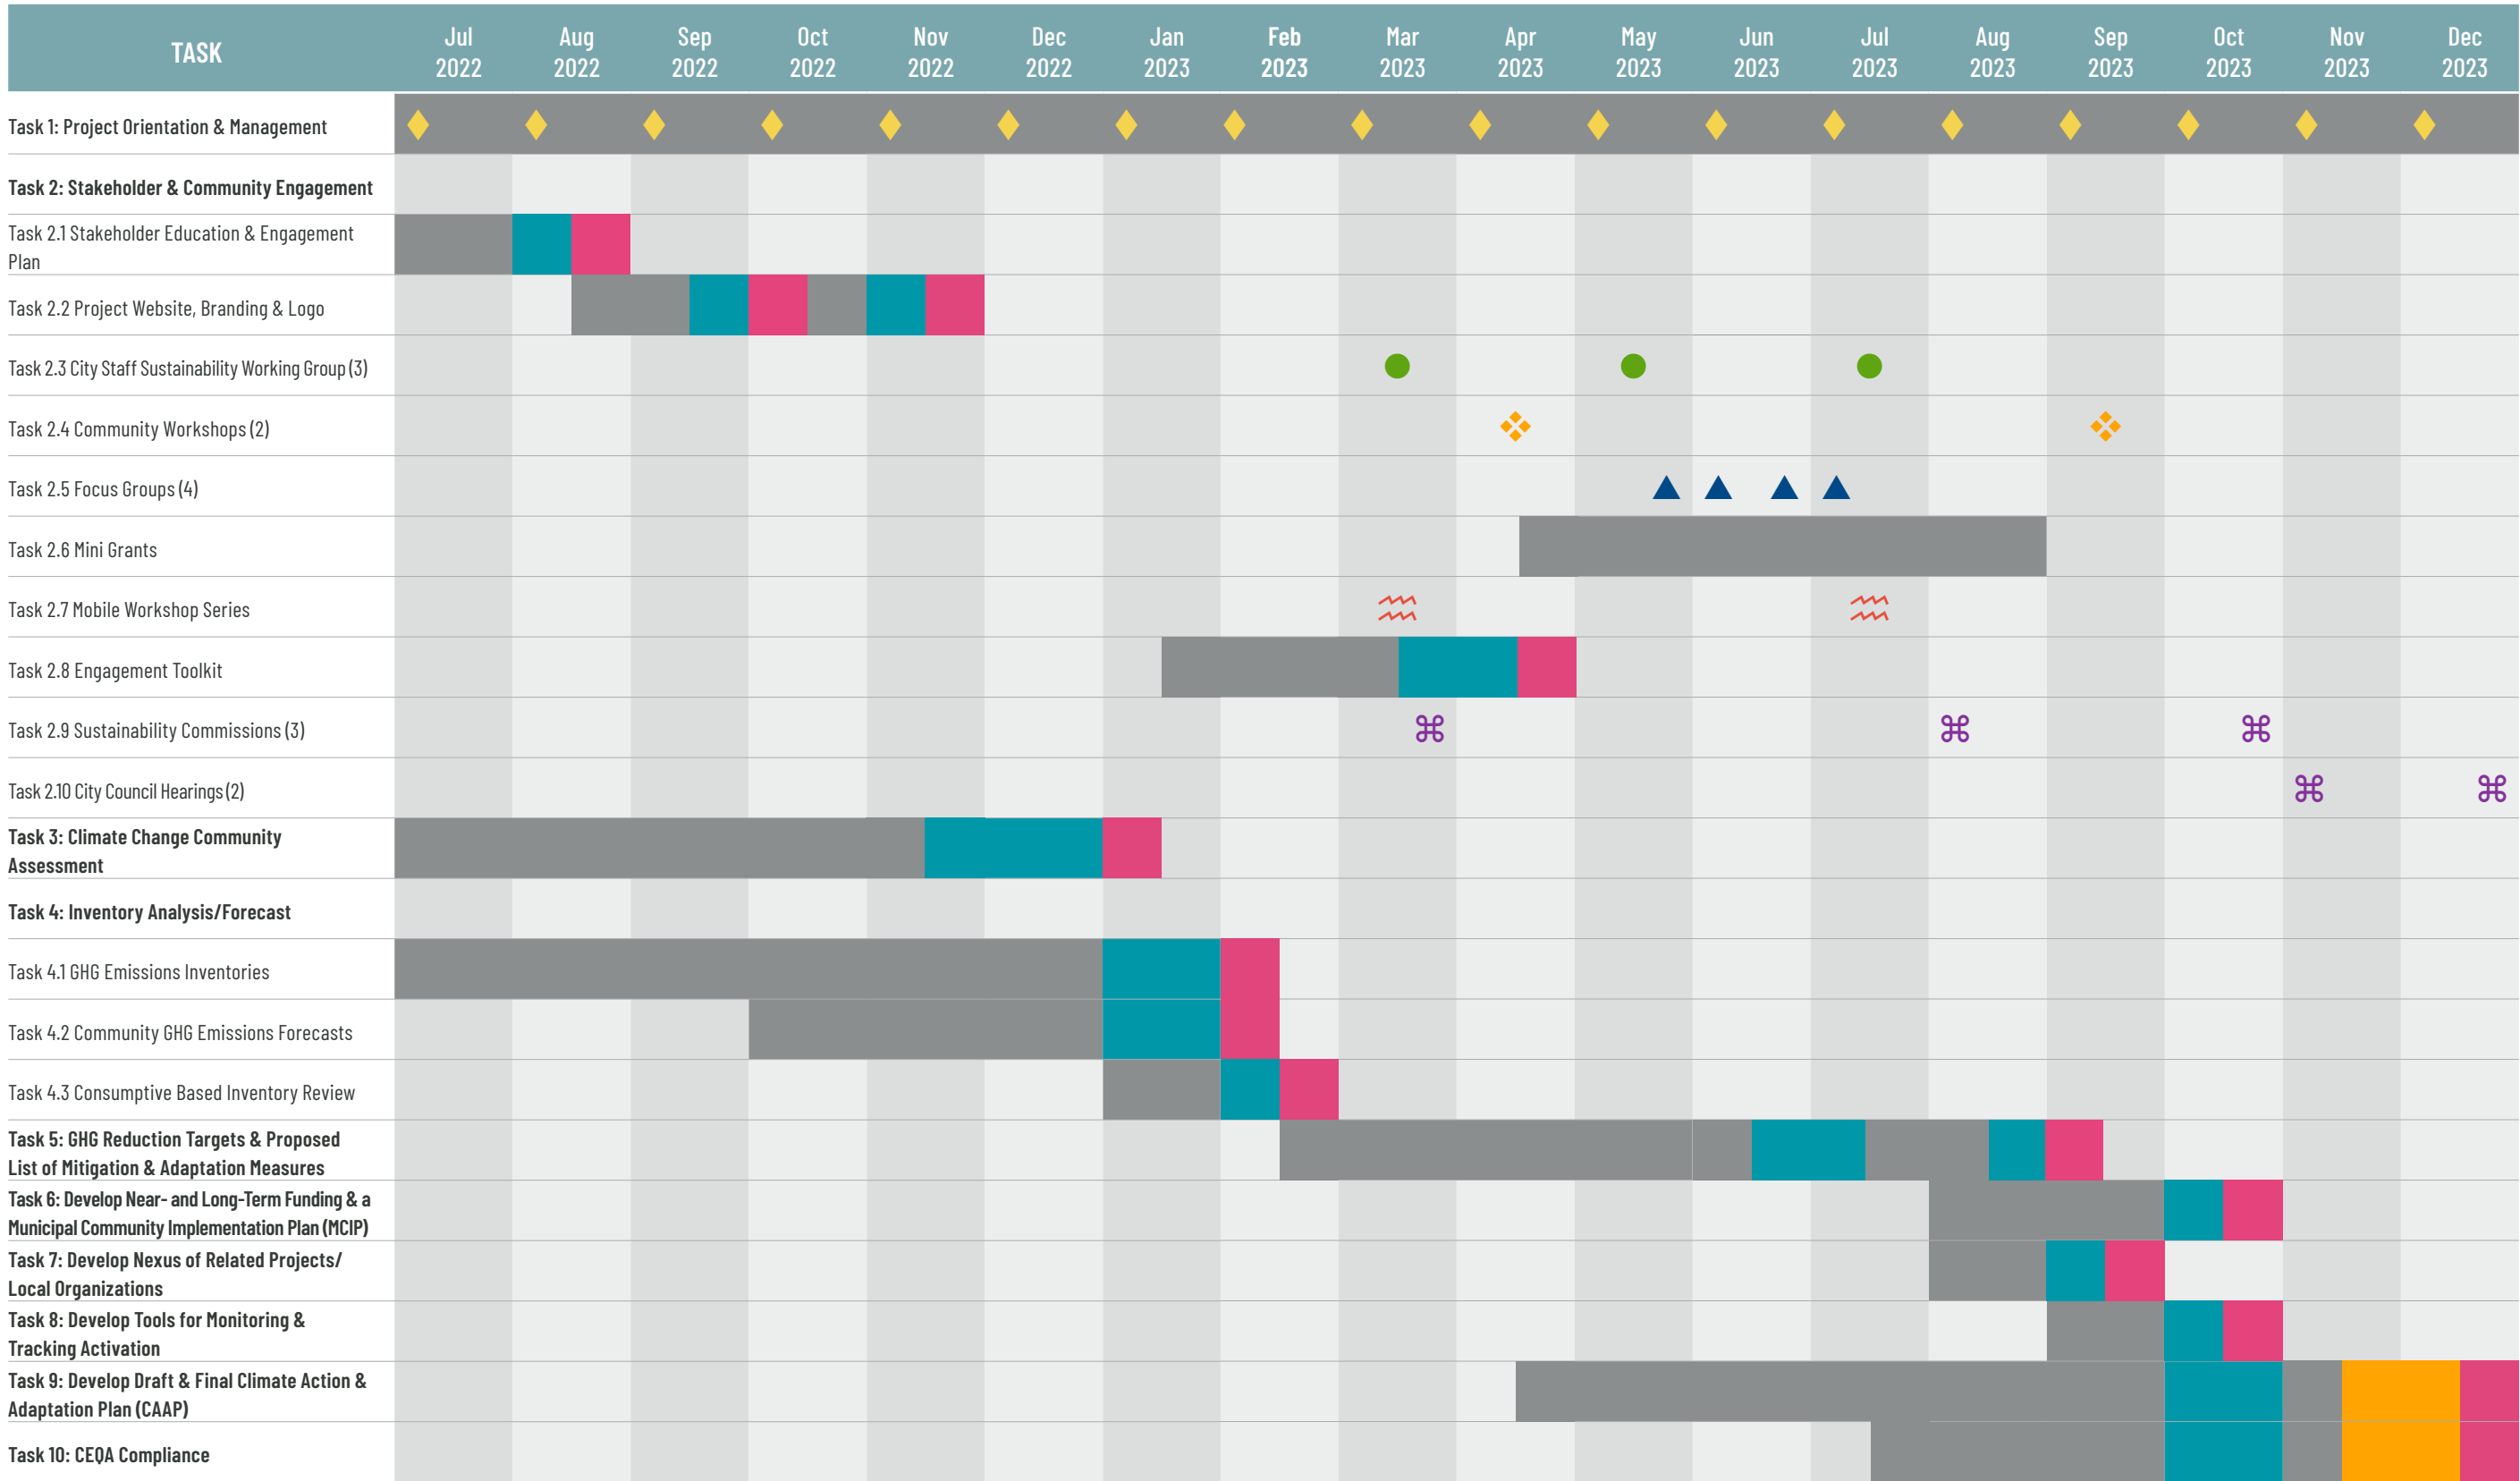 TASK
Jul
2022
Aug
2022
Sep
2022
Oct
2022
Nov
2022
Dec
2022
Jan
2023
Feb
2023
Mar
2023
Apr
2023
May
2023
Jun
2023
Jul
2023
Aug
2023
Sep
2023
Oct
2023
Nov
2023
Dec
2023
Task 1: Project Orientation & Management
Task 2: Stakeholder & Community Engagement
Task 2.1 Stakeholder Education & Engagement
Plan
Task 2.2 Project Website, Branding & Logo
Task 2.3 City Staff Sustainability Working Group (3)
Task 2.4 Community Workshops (2)
Task 2.5 Focus Groups (4)
Task 2.6 Mini Grants
Task 2.7 Mobile Workshop Series
Task 2.8 Engagement Toolkit
Task 2.9 Sustainability Commissions (3)
Task 2.10 City Council Hearings (2)
Task 3: Climate Change Community
Assessment
Task 4: Inventory Analysis/Forecast
Task 4.1 GHG Emissions Inventories
Task 4.2 Community GHG Emissions Forecasts
Task 4.3 Consumptive Based Inventory Review
Task 5: GHG Reduction Targets & Proposed
List of Mitigation & Adaptation Measures
Task 6: Develop Near- and Long-Term Funding & a
Municipal Community Implementation Plan (MCIP)
Task 7: Develop Nexus of Related Projects/
Local Organizations
Task 8: Develop Tools for Monitoring &
Tracking Activation
Task 9: Develop Draft & Final Climate Action &
Adaptation Plan (CAAP)
Task 10: CEQA Compliance